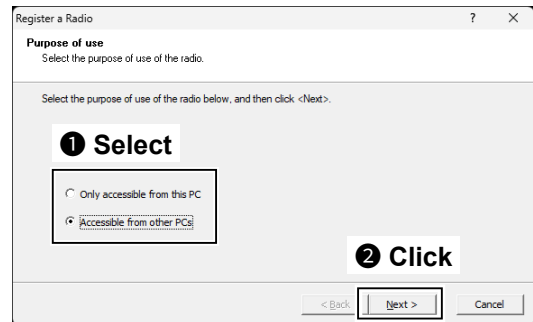 Register a Radio ? ×
Purpose of use
Select the purpose of use of the radio.
Select the purpose of use of the radio below, and then click <Next>.
❶ Select
Only accessible from this PC
Accessible from other PCs
❷ Click
< Back Next > Cancel